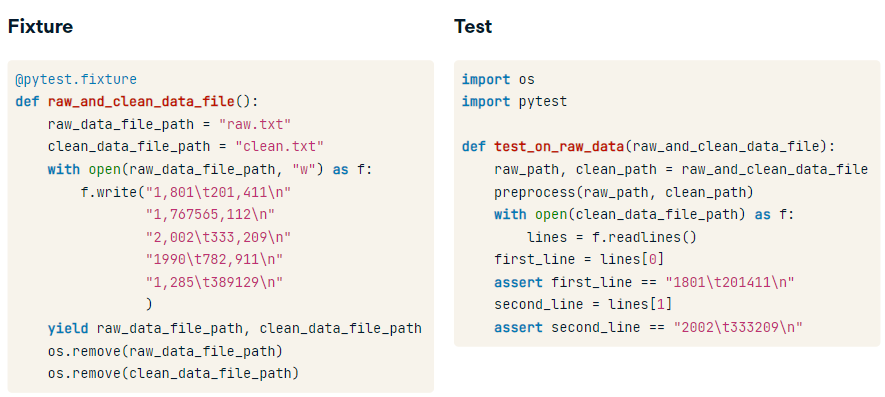 Fixture
@pytest.fixture
def raw_and_clean_data_file():
    raw_data_file_path = "raw.txt"
    clean_data_file_path = "clean.txt"
    with open(raw_data_file_path, "w") as f:
        f.write("1,801\t201,411\n"
                "1,767565,112\n"
                "2,002\t333,209\n"
                "1990\t782,911\n"
                "1,285\t389129\n"
                )
    yield raw_data_file_path, clean_data_file_path
    os.remove(raw_data_file_path)
    os.remove(clean_data_file_path)
Test
import os
import pytest

def test_on_raw_data(raw_and_clean_data_file):
    raw_path, clean_path = raw_and_clean_data_file
    preprocess(raw_path, clean_path)
    with open(clean_data_file_path) as f:
        lines = f.readlines()
    first_line = lines[0]
    assert first_line == "1801\t201411\n"
    second_line = lines[1]
    assert second_line == "2002\t333209\n"